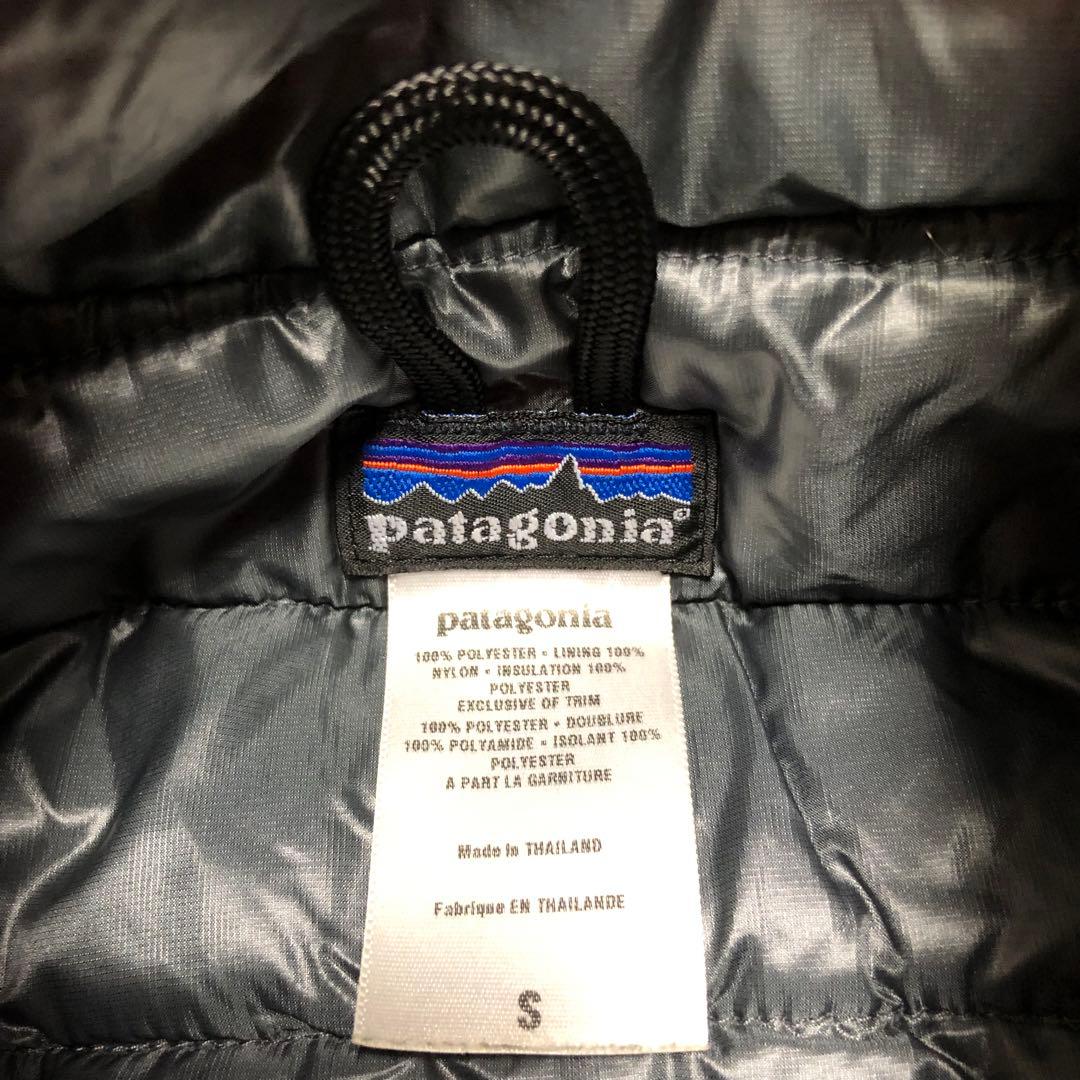 patagonia®
patagonia
100% POLYESTER - LINING 100%
NYLON - INSULATION 100%
POLYESTER
EXCLUSIVE OF TRIM
100% POLYESTER - DOUBLURE
100% POLYAMIDE - ISOLANT 100%
POLYESTER
A PART LA GARNITURE
Made in THAILAND
Fabrique EN THAILANDE
S